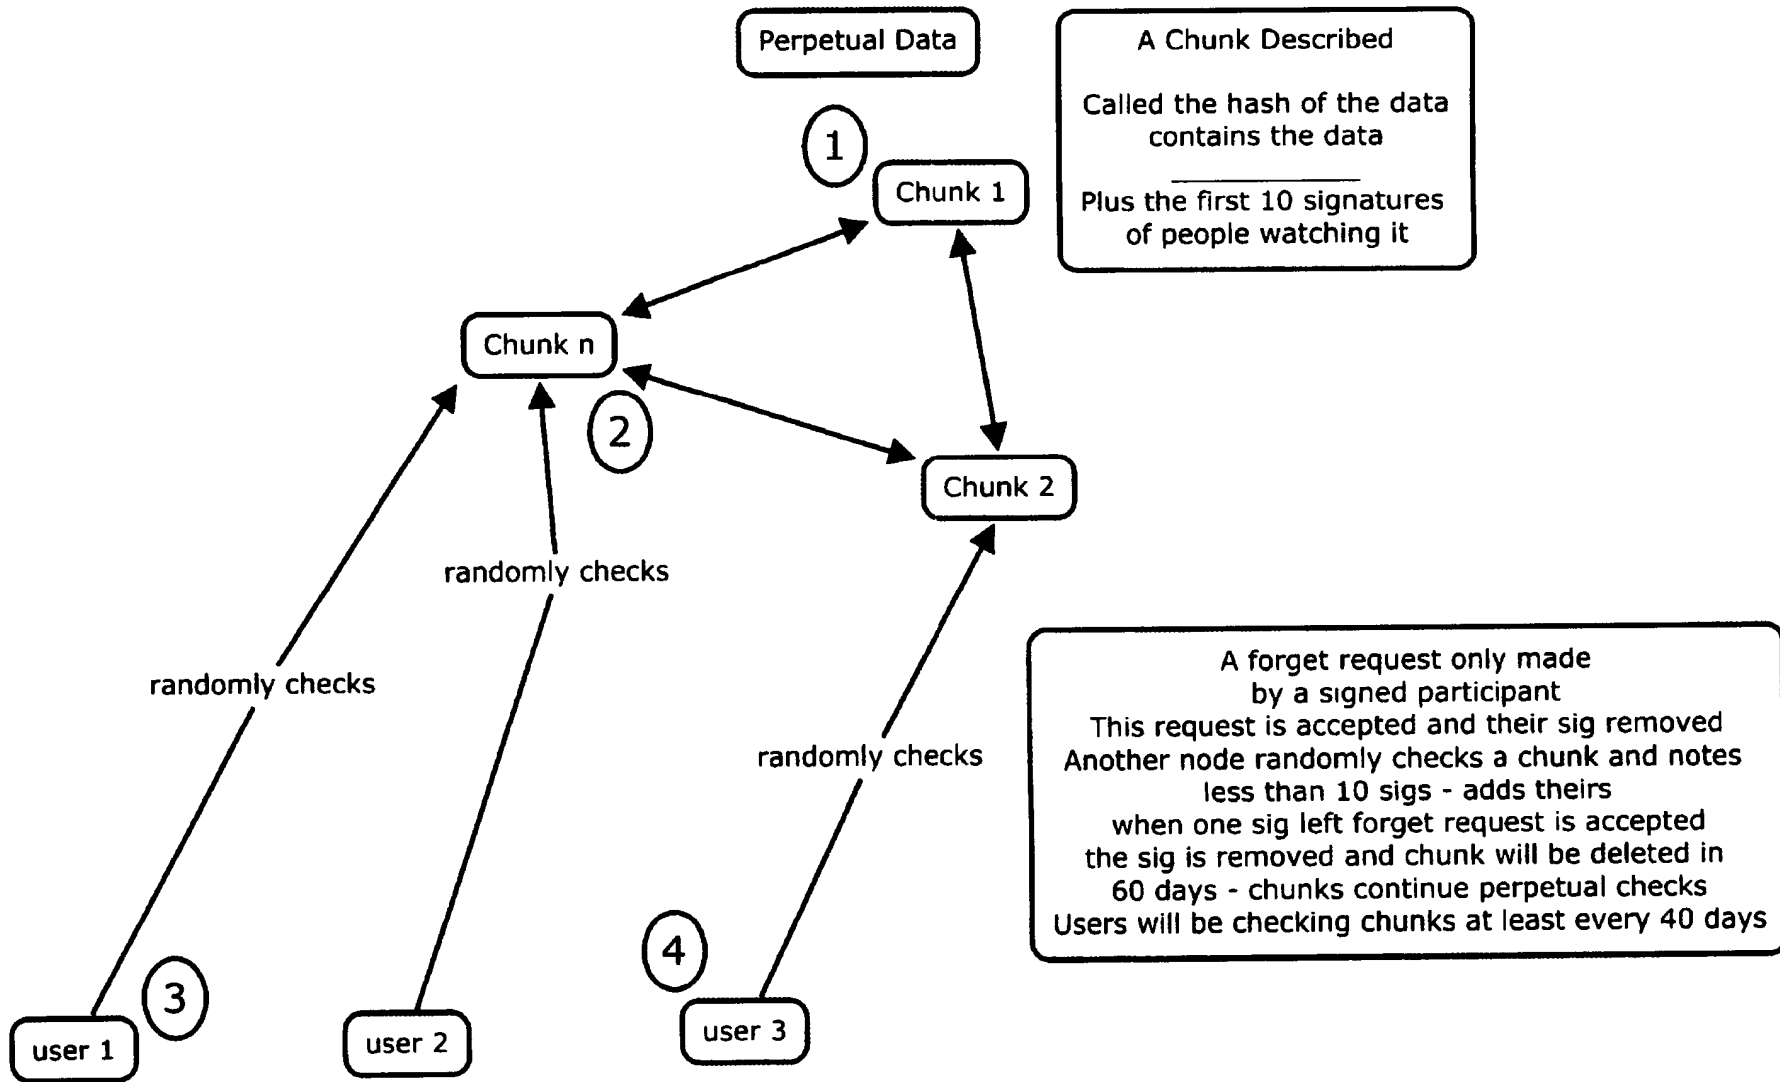 Perpetual Data
A Chunk Described
Called the hash of the data
contains the data
Plus the first 10 signatures
of people watching it
1
Chunk 1
Chunk n
2
Chunk 2
randomly checks
randomly checks
randomly checks
A forget request only made
by a signed participant
This request is accepted and their sig removed
Another node randomly checks a chunk and notes
less than 10 sigs - adds theirs
when one sig left forget request is accepted
the sig is removed and chunk will be deleted in
60 days - chunks continue perpetual checks
Users will be checking chunks at least every 40 days
3
4
user 1
user 2
user 3